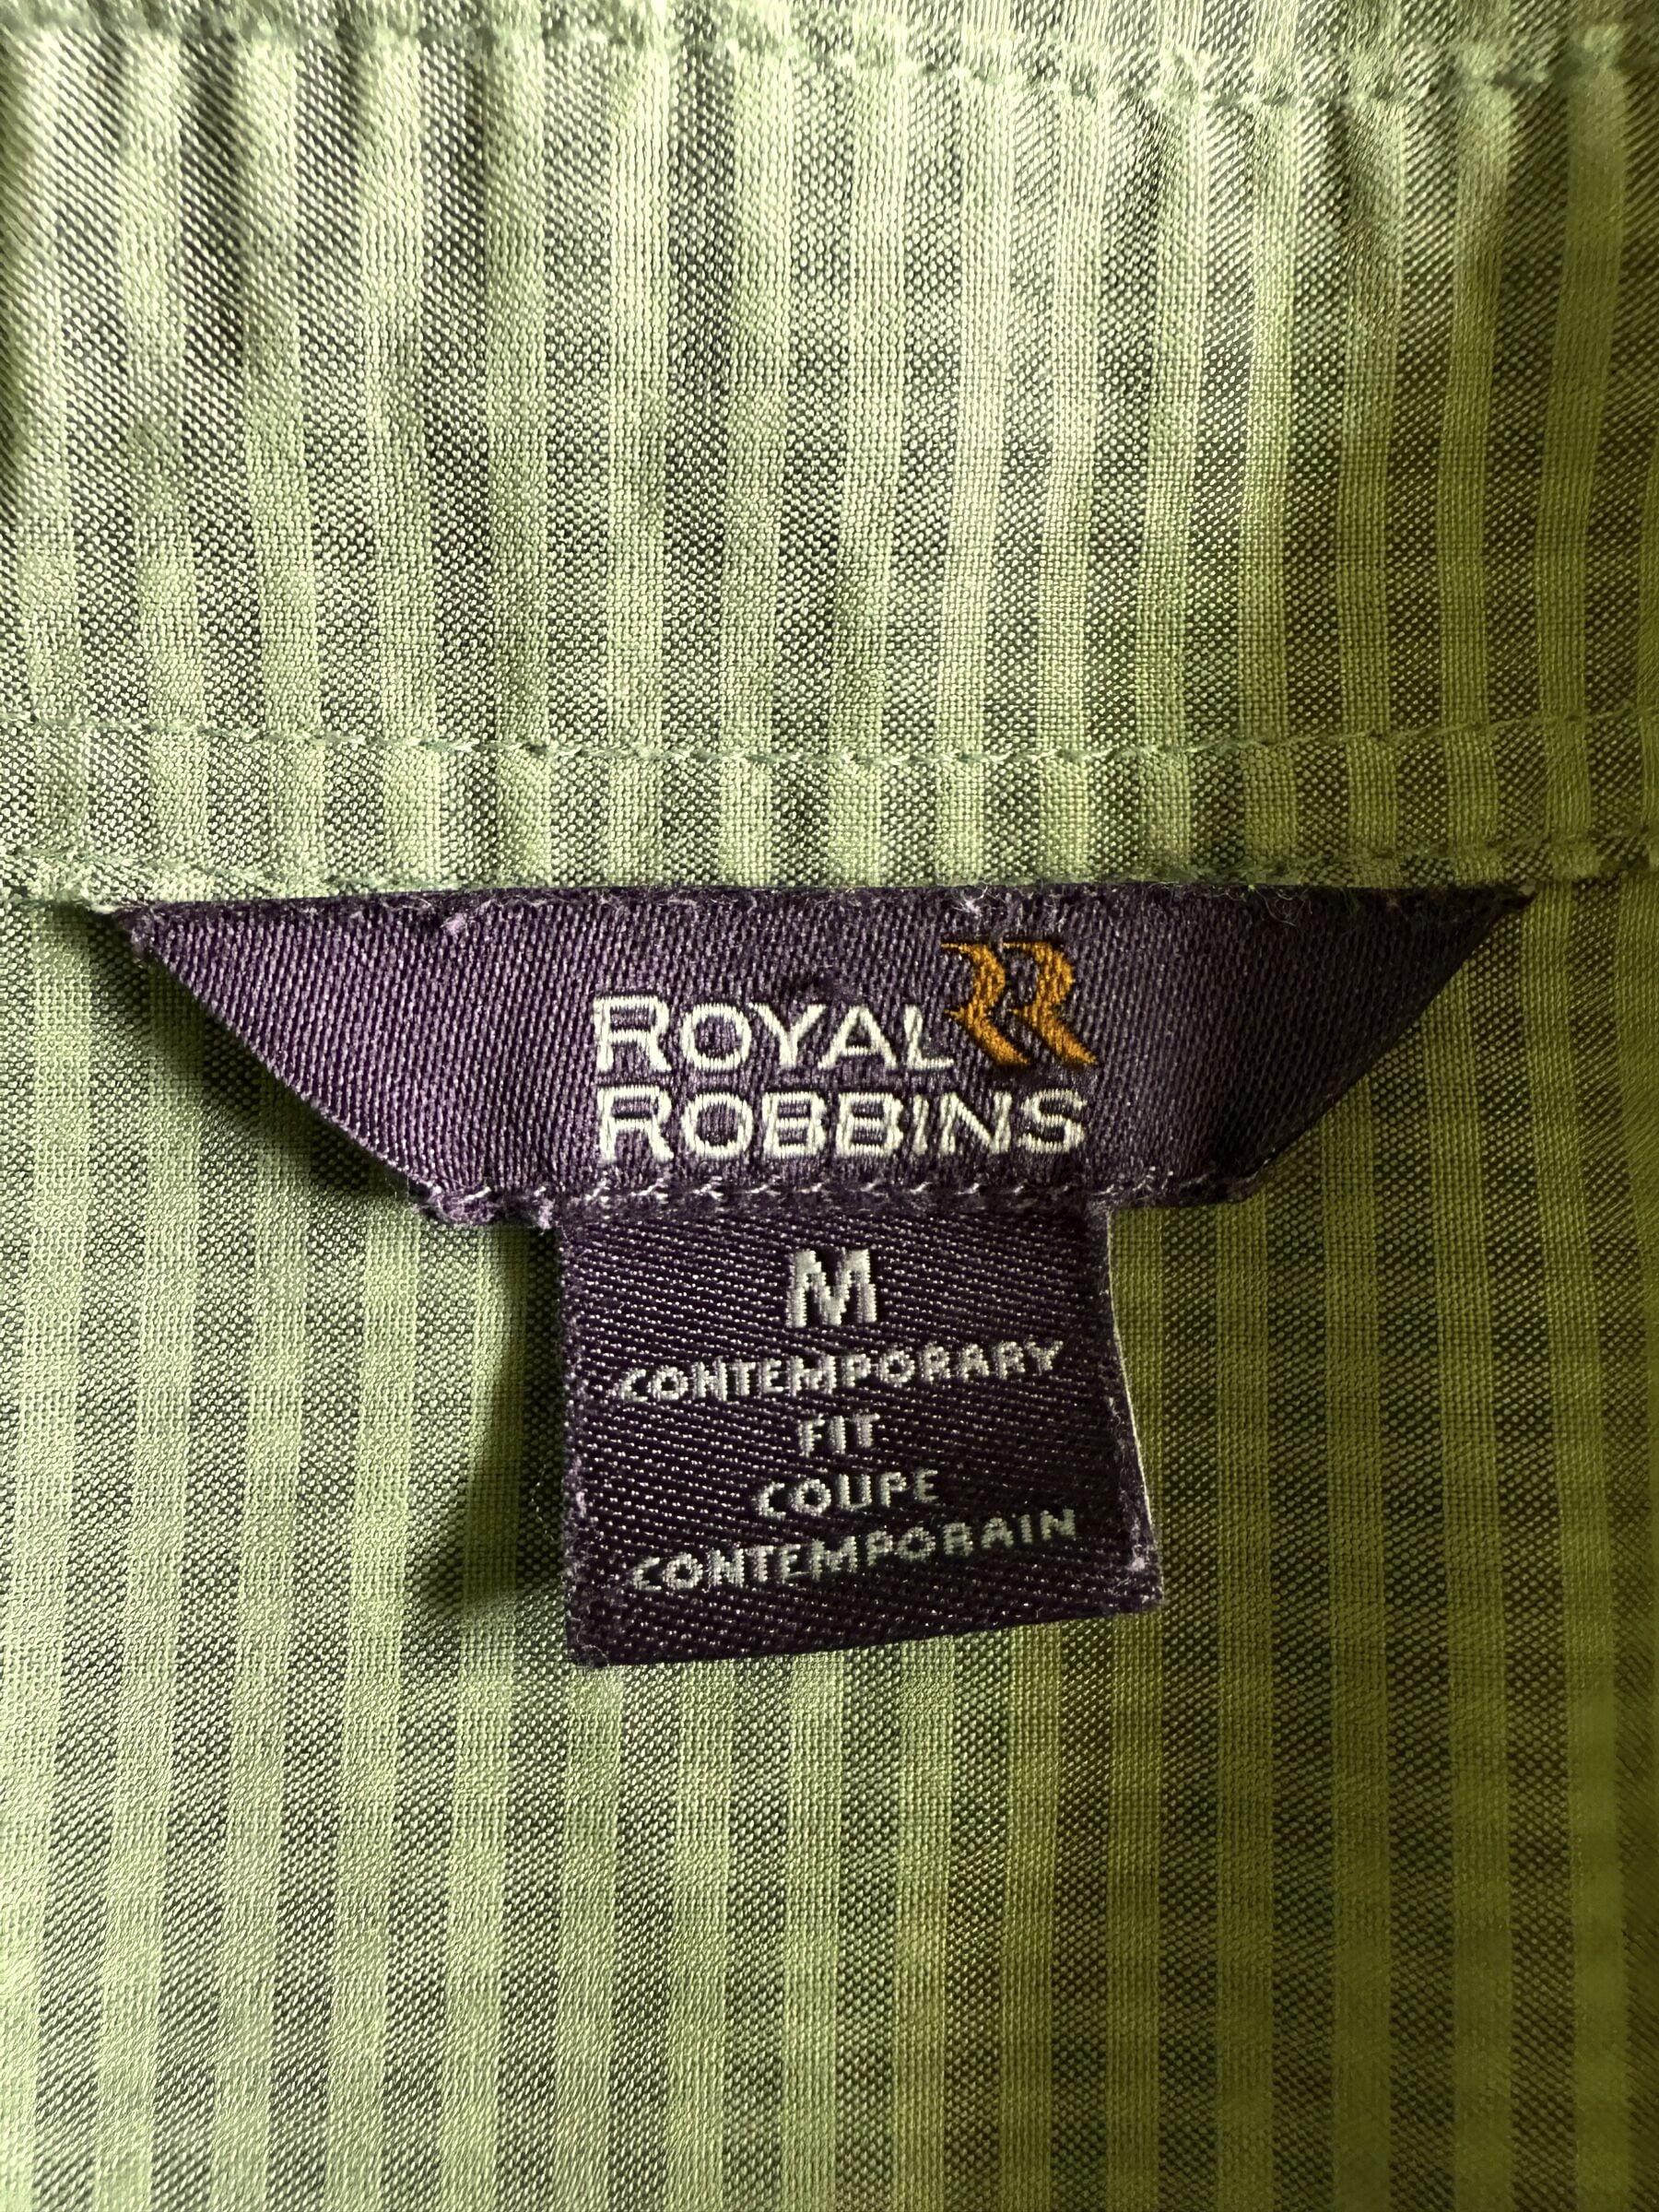 ROYAL
ROBBINS
M
CONTEMPORARY
FIT
COUPE
CONTEMPORAIN